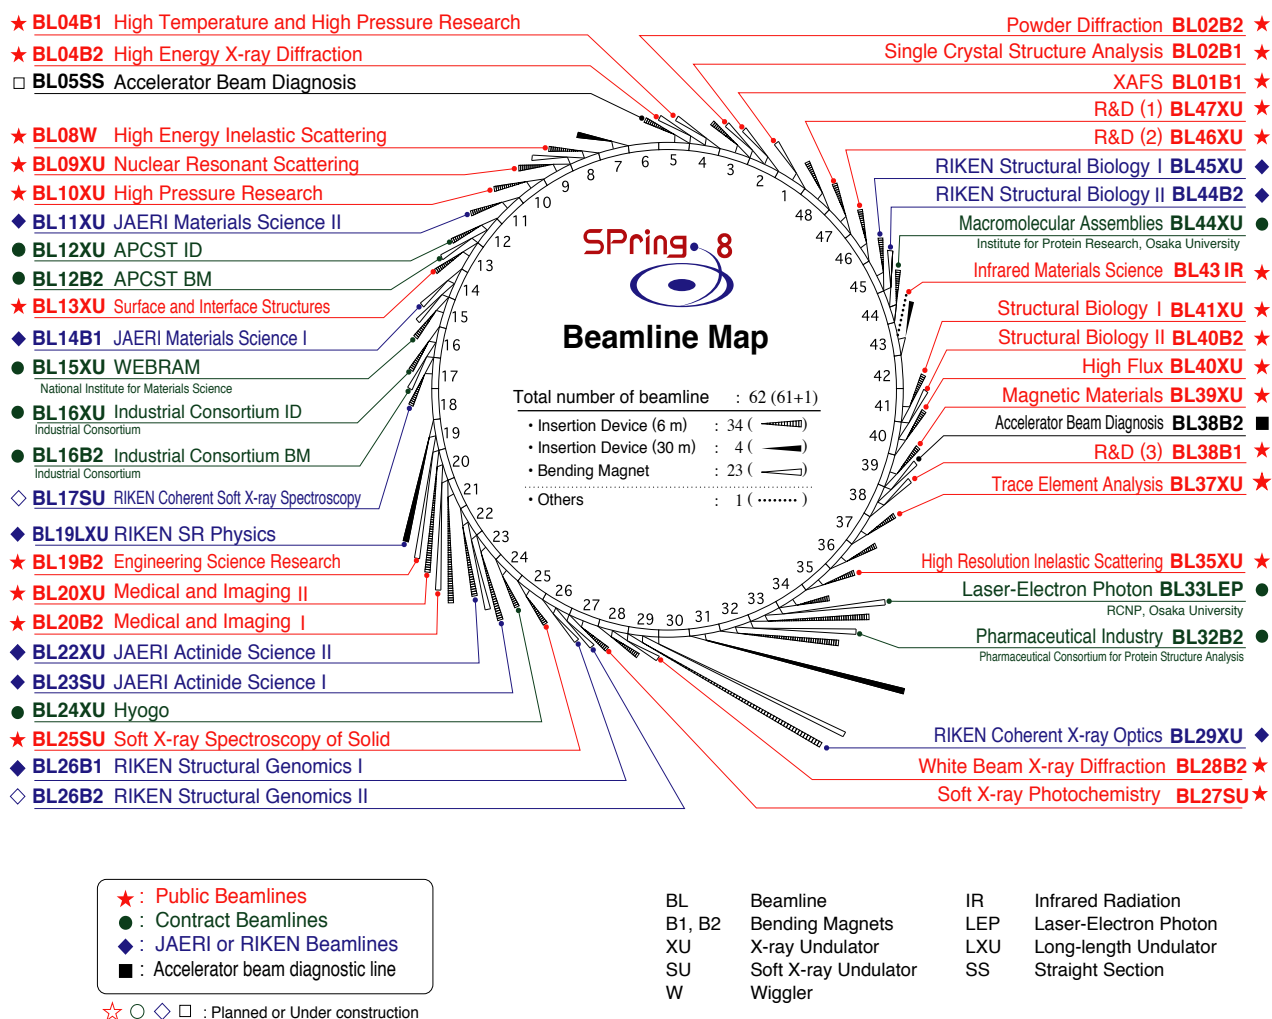 ★ BL04B1 High Temperature and High Pressure Research
★ BL04B2 High Energy X-ray Diffraction
□ BL05SS Accelerator Beam Diagnosis
★ BL08W High Energy Inelastic Scattering
★ BL09XU Nuclear Resonant Scattering
★ BL10XU High Pressure Research
◆ BL11XU JAERI Materials Science II
● BL12XU APCST ID
● BL12B2 APCST BM
★ BL13XU Surface and Interface Structures
◆ BL14B1 JAERI Materials Science I
● BL15XU WEBRAM
National Institute for Materials Science
● BL16XU Industrial Consortium ID
Industrial Consortium
● BL16B2 Industrial Consortium BM
Industrial Consortium
◇ BL17SU RIKEN Coherent Soft X-ray Spectroscopy
◆ BL19LXU RIKEN SR Physics
★ BL19B2 Engineering Science Research
★ BL20XU Medical and Imaging II
★ BL20B2 Medical and Imaging I
◆ BL22XU JAERI Actinide Science II
◆ BL23SU JAERI Actinide Science I
● BL24XU Hyogo
★ BL25SU Soft X-ray Spectroscopy of Solid
◆ BL26B1 RIKEN Structural Genomics I
◇ BL26B2 RIKEN Structural Genomics II
Powder Diffraction BL02B2 ★
Single Crystal Structure Analysis BL02B1 ★
XAFS BL01B1 ★
R&D (1) BL47XU ★
R&D (2) BL46XU ★
RIKEN Structural Biology I BL45XU ◆
RIKEN Structural Biology II BL44B2 ◆
Macromolecular Assemblies BL44XU ●
Institute for Protein Research, Osaka University
Infrared Materials Science BL43 IR ★
Structural Biology I BL41XU ★
Structural Biology II BL40B2 ★
High Flux BL40XU ★
Magnetic Materials BL39XU ★
Accelerator Beam Diagnosis BL38B2 ■
R&D (3) BL38B1 ★
Trace Element Analysis BL37XU ★
High Resolution Inelastic Scattering BL35XU ★
Laser-Electron Photon BL33LEP ●
RCNP, Osaka University
Pharmaceutical Industry BL32B2 ●
Pharmaceutical Consortium for Protein Structure Analysis
RIKEN Coherent X-ray Optics BL29XU ◆
White Beam X-ray Diffraction BL28B2 ★
Soft X-ray Photochemistry BL27SU ★
1
2
3
4
5
6
7
8
9
10
11
12
13
14
15
16
17
18
19
20
21
22
23
24
25
26
27
28
29
30
31
32
33
34
35
36
37
38
39
40
41
42
43
44
45
46
47
48
SPring. 8
Beamline Map
Total number of beamline : 62 (61+1)
・Insertion Device (6 m) : 34 ( )
・Insertion Device (30 m) : 4 ( )
・Bending Magnet : 23 ( )
・Others : 1 ( ········ )
★ : Public Beamlines
● : Contract Beamlines
◆ : JAERI or RIKEN Beamlines
■ : Accelerator beam diagnostic line
☆ ○ ◇ □ : Planned or Under construction
BL Beamline
B1, B2 Bending Magnets
XU X-ray Undulator
SU Soft X-ray Undulator
W Wiggler
IR Infrared Radiation
LEP Laser-Electron Photon
LXU Long-length Undulator
SS Straight Section